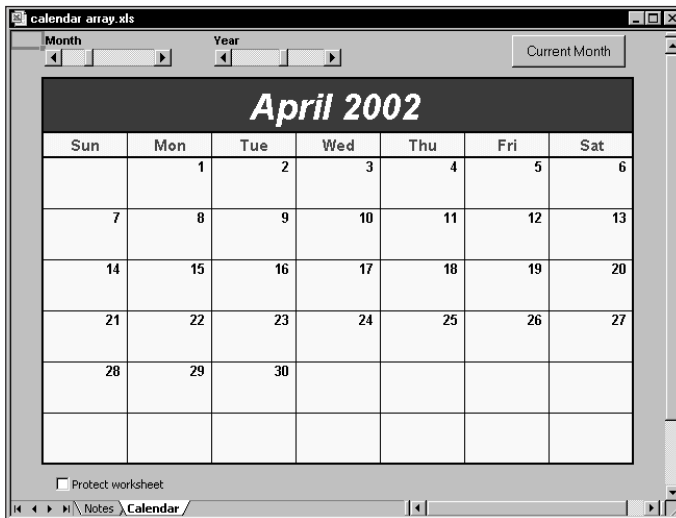 calendar array.xls
Month Year Current Month
April 2002
Sun Mon Tue Wed Thu Fri Sat
1 2 3 4 5 6
7 8 9 10 11 12 13
14 15 16 17 18 19 20
21 22 23 24 25 26 27
28 29 30
Protect worksheet
Notes Calendar